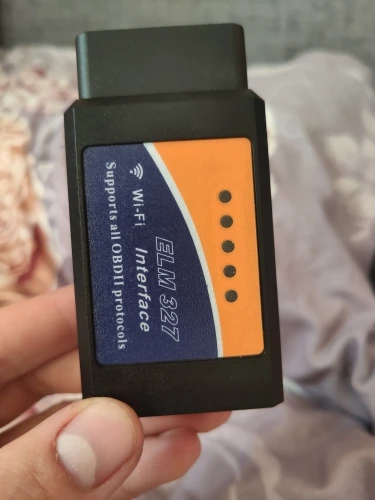 ELM 327
Wi-Fi Interface
Supports all OBDII protocols